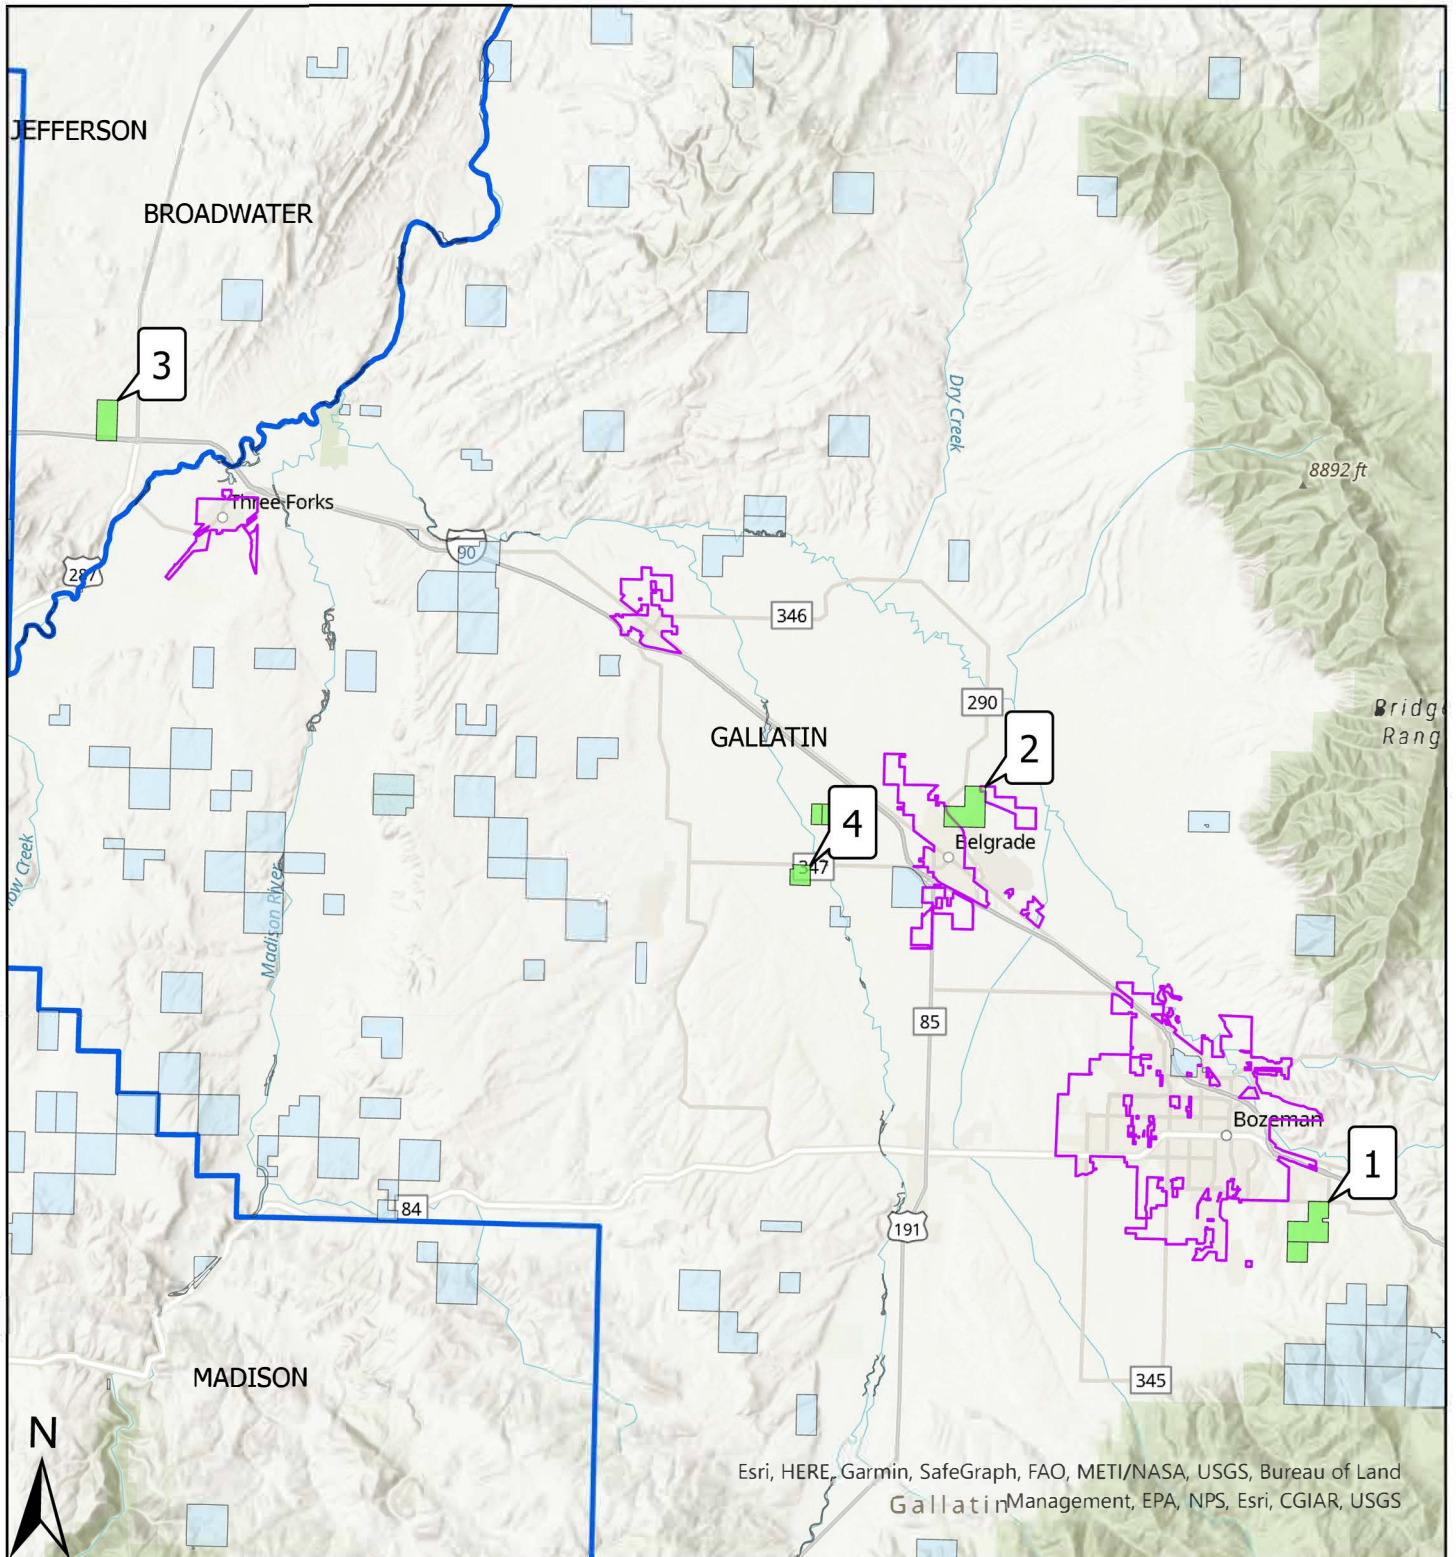 JEFFERSON
BROADWATER
3
Dry Creek
8892 ft
Three Forks
90
287
346
290
Bridg
Rang
GALLATIN
2
4
Belgrade
347
ow Creek
Madison River
85
Bozeman
1
84
191
MADISON
345
N
Esri, HERE, Garmin, SafeGraph, FAO, METI/NASA, USGS, Bureau of Land
Gallatin Management, EPA, NPS, Esri, CGIAR, USGS